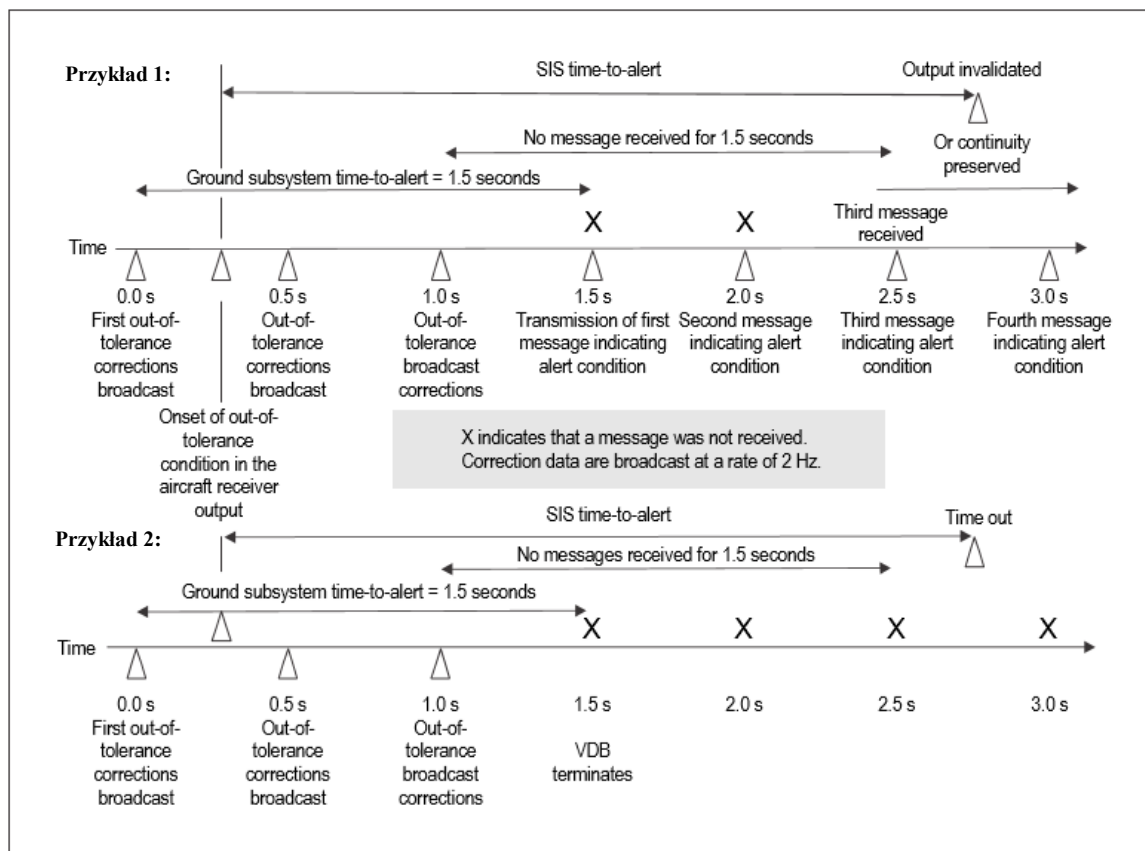 Przykład 1:
SIS time-to-alert
Output invalidated
No message received for 1.5 seconds
Or continuity
preserved
Ground subsystem time-to-alert = 1.5 seconds
X
X
Third message
received
Time
0.0 s
0.5 s
1.0 s
1.5 s
2.0 s
2.5 s
3.0 s
First out-of-
tolerance
corrections
broadcast
Out-of-
tolerance
corrections
broadcast
Out-of-
tolerance
broadcast
corrections
Transmission of first
message indicating
alert condition
Second message
indicating alert
condition
Third message
indicating alert
condition
Fourth message
indicating alert
condition
Onset of out-of-
tolerance
condition in the
aircraft receiver
output
X indicates that a message was not received.
Correction data are broadcast at a rate of 2 Hz.
Przykład 2:
SIS time-to-alert
Time out
No messages received for 1.5 seconds
Ground subsystem time-to-alert = 1.5 seconds
X
X
X
X
Time
0.0 s
0.5 s
1.0 s
1.5 s
2.0 s
2.5 s
3.0 s
First out-of-
tolerance
corrections
broadcast
Out-of-
tolerance
corrections
broadcast
Out-of-
tolerance
broadcast
corrections
VDB
terminates